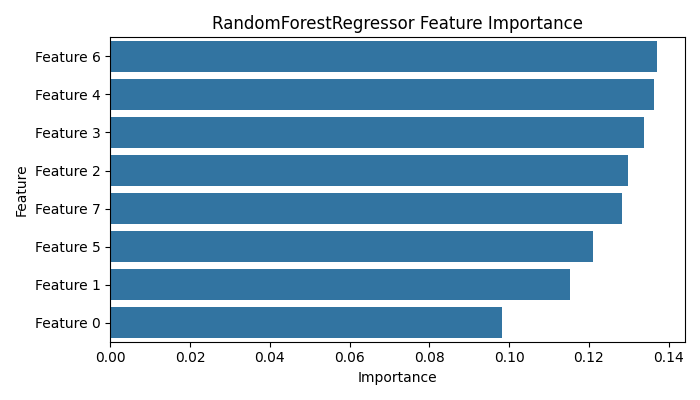 RandomForestRegressor Feature Importance
Feature 6
Feature 4
Feature 3
Feature 2
Feature 7
Feature 5
Feature 1
Feature 0
Feature
0.00 0.02 0.04 0.06 0.08 0.10 0.12 0.14
Importance